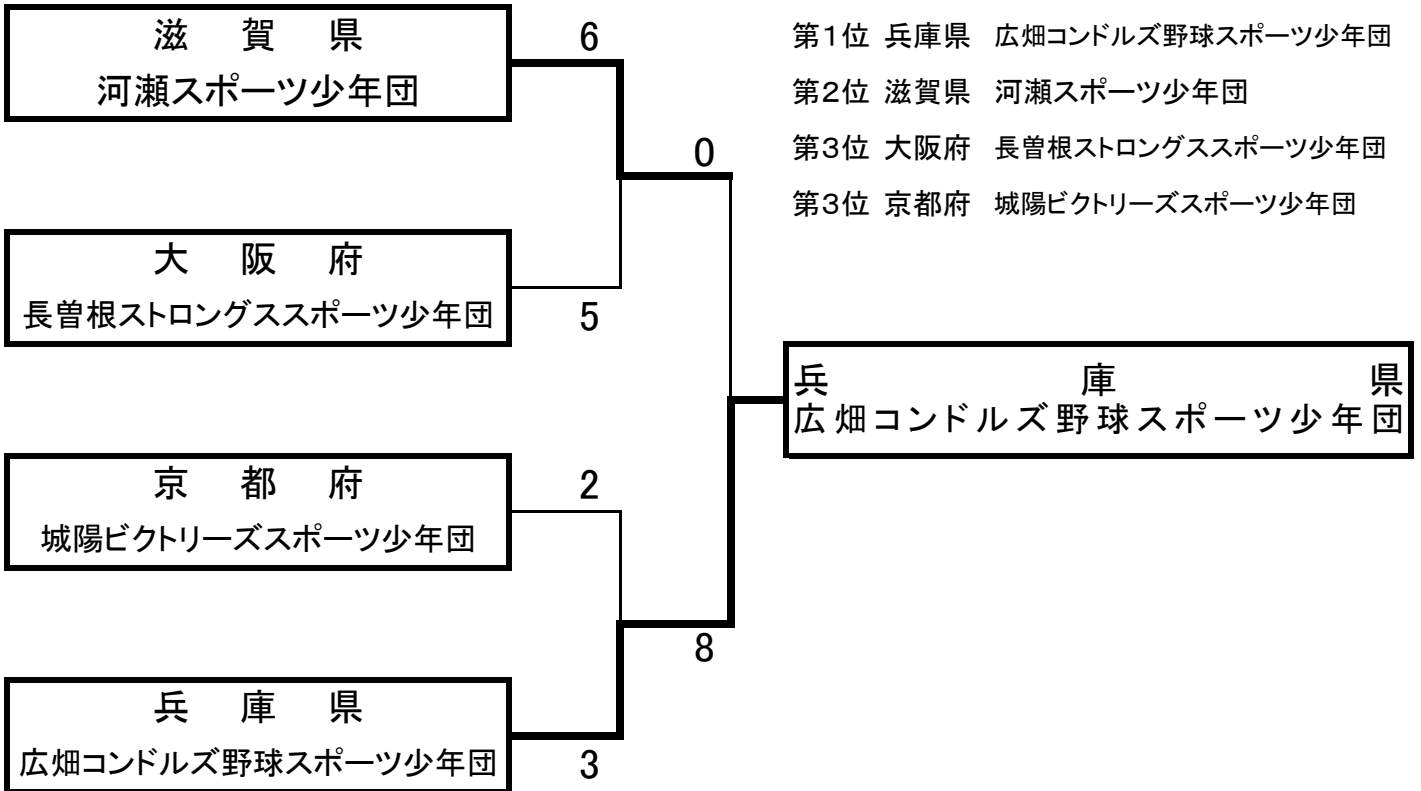 滋賀県
河瀬スポーツ少年団
6
大阪府
長曽根ストロングススポーツ少年団
5
0
京都府
城陽ビクトリーズスポーツ少年団
2
兵庫県
広畑コンドルズ野球スポーツ少年団
3
8
兵庫県
広畑コンドルズ野球スポーツ少年団
第1位 兵庫県 広畑コンドルズ野球スポーツ少年団
第2位 滋賀県 河瀬スポーツ少年団
第3位 大阪府 長曽根ストロングススポーツ少年団
第3位 京都府 城陽ビクトリーズスポーツ少年団